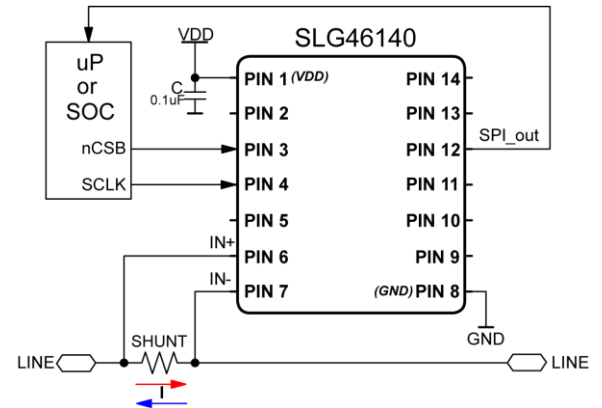 SLG46140
VDD
uP
or
SOC
nCSB
SCLK
C
0.1uF
PIN 1 (VDD)
PIN 2
PIN 3
PIN 4
PIN 5
PIN 6
PIN 7
PIN 14
PIN 13
PIN 12
PIN 11
PIN 10
PIN 9
(GND) PIN 8
SPI_out
IN+
IN-
GND
LINE
SHUNT
I
LINE